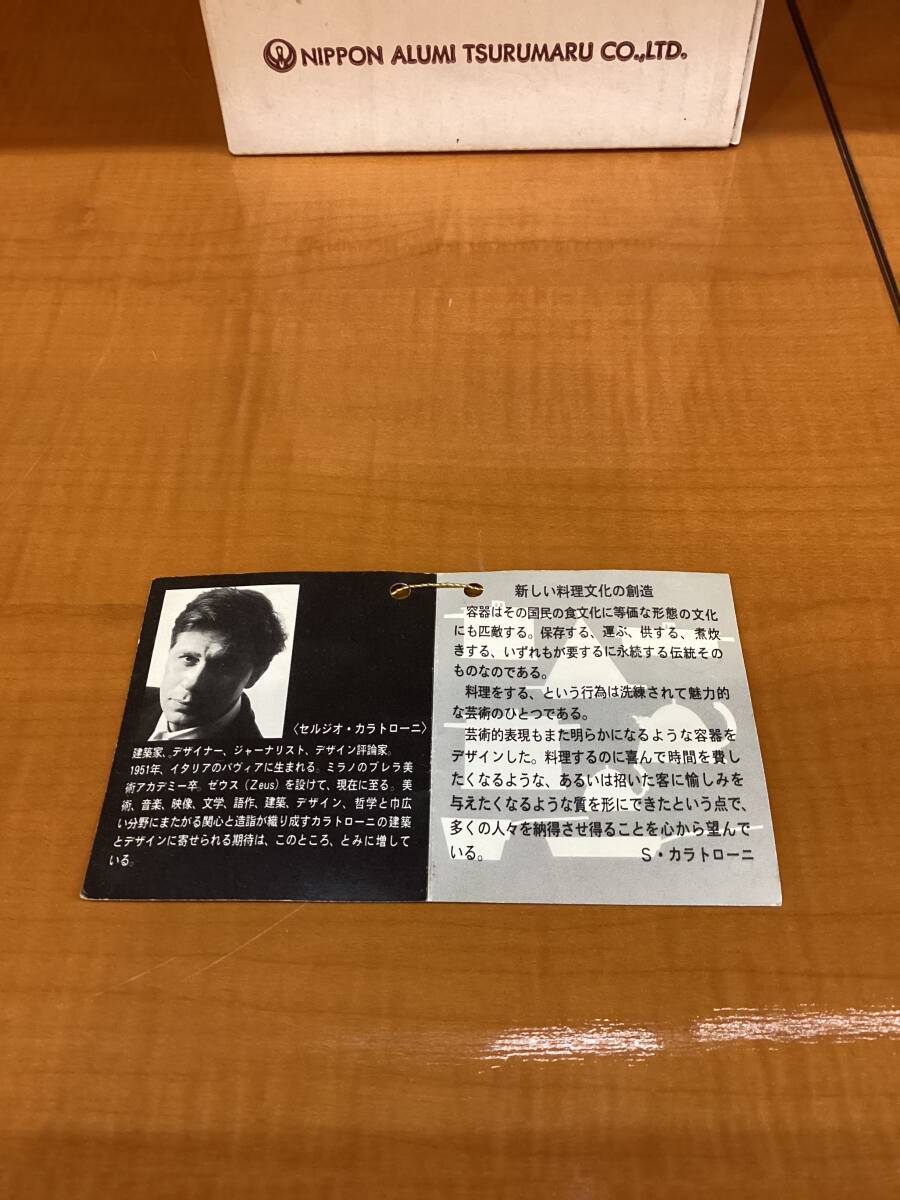 NIPPON ALUMI TSURUMARU CO.,LTD.
〈セルジオ・カラトローニ〉
建築家、デザイナー、ジャーナリスト、デザイン評論家。
1951年、イタリアのパヴィアに生まれる。ミラノのブレラ美
術アカデミー卒。ゼウス(Zeus)を設けて、現在に至る。美
術、音楽、映像、文学、語作、建築、デザイン、哲学と巾広
い分野にまたがる関心と造詣が織り成すカラトローニの建築
とデザインに寄せられる期待は、このところ、とみに増して
いる。
新しい料理文化の創造
容器はその国民の食文化に等価な形態の文化
にも匹敵する。保存する、運ぶ、供する、煮炊
きする、いずれもが要するに永続する伝統その
ものなのである。
料理をする、という行為は洗練されて魅力的
な芸術のひとつである。
芸術的表現もまた明らかになるような容器を
デザインした。料理するのに喜んで時間を費し
たくなるような、あるいは招いた客に愉しみを
与えたくなるような質を形にできたという点で、
多くの人々を納得させ得ることを心から望んで
いる。
S・カラトローニ